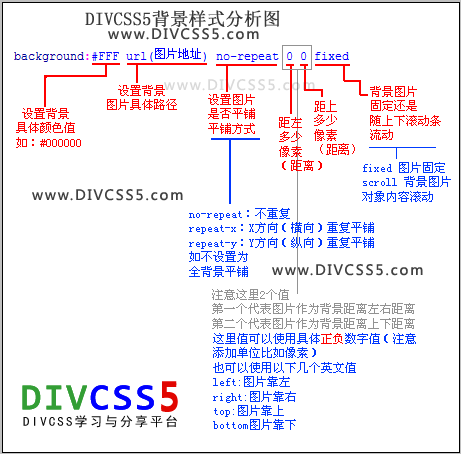 DIVCSS5背景样式分析图
www.DIVCSS5.com
background:#FFF url(图片地址) no-repeat 0 0 fixed
www.DIVCSS5.com
设置背景
具体颜色值
如：#000000
设置背景
图片具体路径
设置图片
是否平铺
平铺方式
距左
多少
像素
（距离）
距上
多少
像素
（距离）
背景图片
固定还是
随上下滚动条
流动
fixed 图片固定
scroll 背景图片
对象内容滚动
www.DIVCSS5.com
no-repeat：不重复
repeat-x：X方向（横向）重复平铺
repeat-y：Y方向（纵向）重复平铺
如不设置为
全背景平铺
www.DIVCSS5.com
注意这里2个值
第一个代表图片作为背景距离左右距离
第二个代表图片作为背景距离上下距离
这里值可以使用具体正负数字值（注意
添加单位比如像素）
也可以使用以下几个英文值
left:图片靠左
right:图片靠右
top:图片靠上
bottom图片靠下
DIVCSS5
DIVCSS学习与分享平台